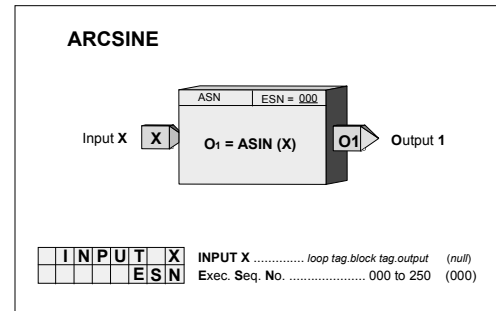 ARCSINE
ASN ESN = 000
Input X X O1 = ASIN (X) O1 Output 1
INPUT X INPUT X .............. loop tag.block tag.output (null)
ESN Exec. Seq. No. ..................... 000 to 250 (000)